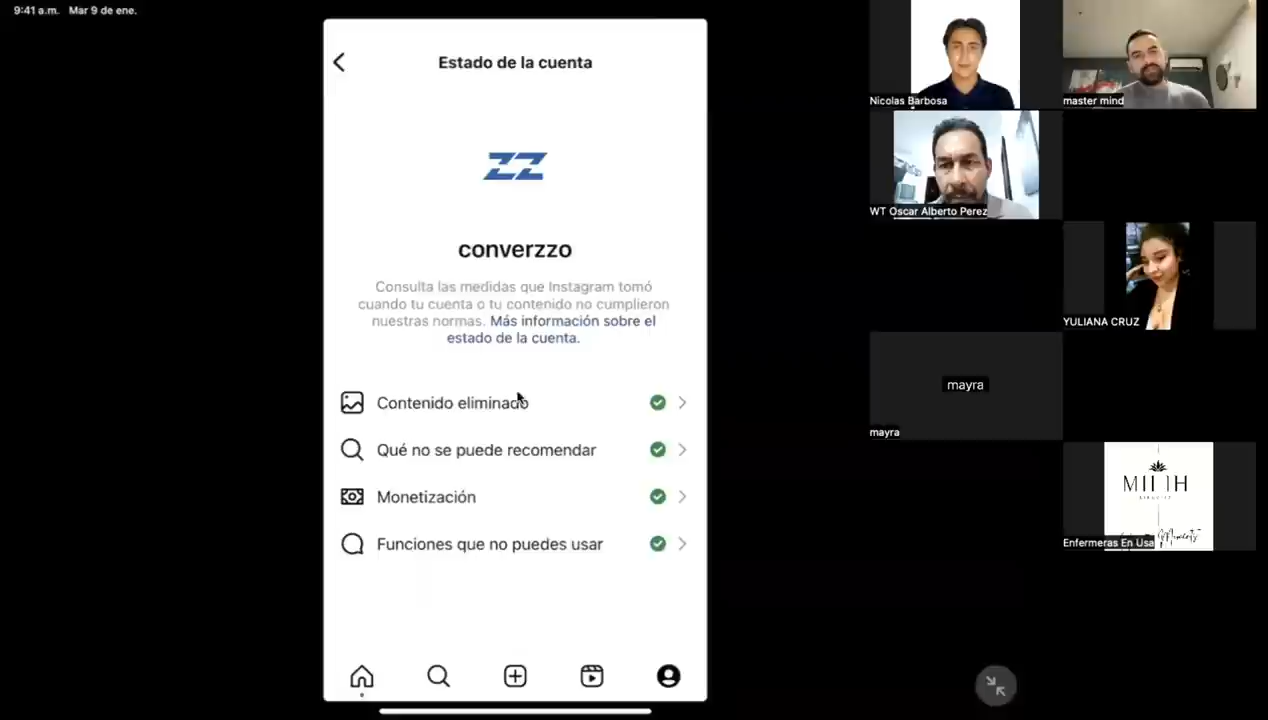 9:41 a.m. Mar 9 de ene.
Estado de la cuenta
ZZ
converzzo
Consulta las medidas que Instagram tomó
cuando tu cuenta o tu contenido no cumplieron
nuestras normas. Más información sobre el
estado de la cuenta.
Contenido eliminado
Qué no se puede recomendar
Monetización
Funciones que no puedes usar
Nicolas Barbosa
master mind
WT Oscar Alberto Perez
YULIANA CRUZ
mayra
mayra
Enfermeras En Usa